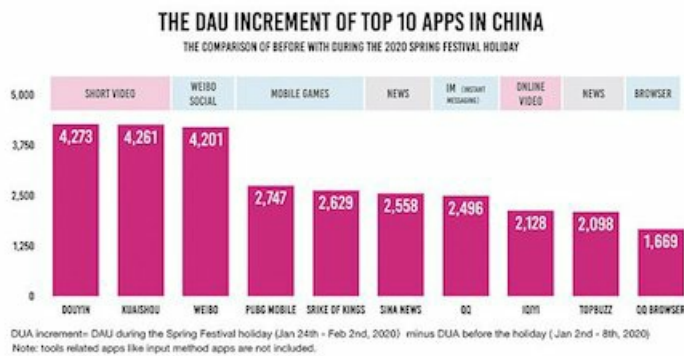 THE DAU INCREMENT OF TOP 10 APPS IN CHINA
THE COMPARISON OF BEFORE WITH DURING THE 2020 SPRING FESTIVAL HOLIDAY
SHORT VIDEO
WEIBO
SOCIAL
MOBILE GAMES
NEWS
IM (INSTANT
MESSAGING)
ONLINE
VIDEO
NEWS
BROWSER
5,000
3,750
2,500
1,250
0
4,273
4,261
4,201
2,747
2,629
2,558
2,496
2,128
2,098
1,669
DOUYIN
KUAISHOU
WEIBO
PUBG MOBILE
SRIKE OF KINGS
SINA NEWS
QQ
IQIYI
TOPBUZZ
QQ BROWSER
DUA increment= DAU during the Spring Festival holiday (Jan 24th - Feb 2nd, 2020) minus DUA before the holiday ( Jan 2nd - 8th, 2020)
Note: tools related apps like input method apps are not included.